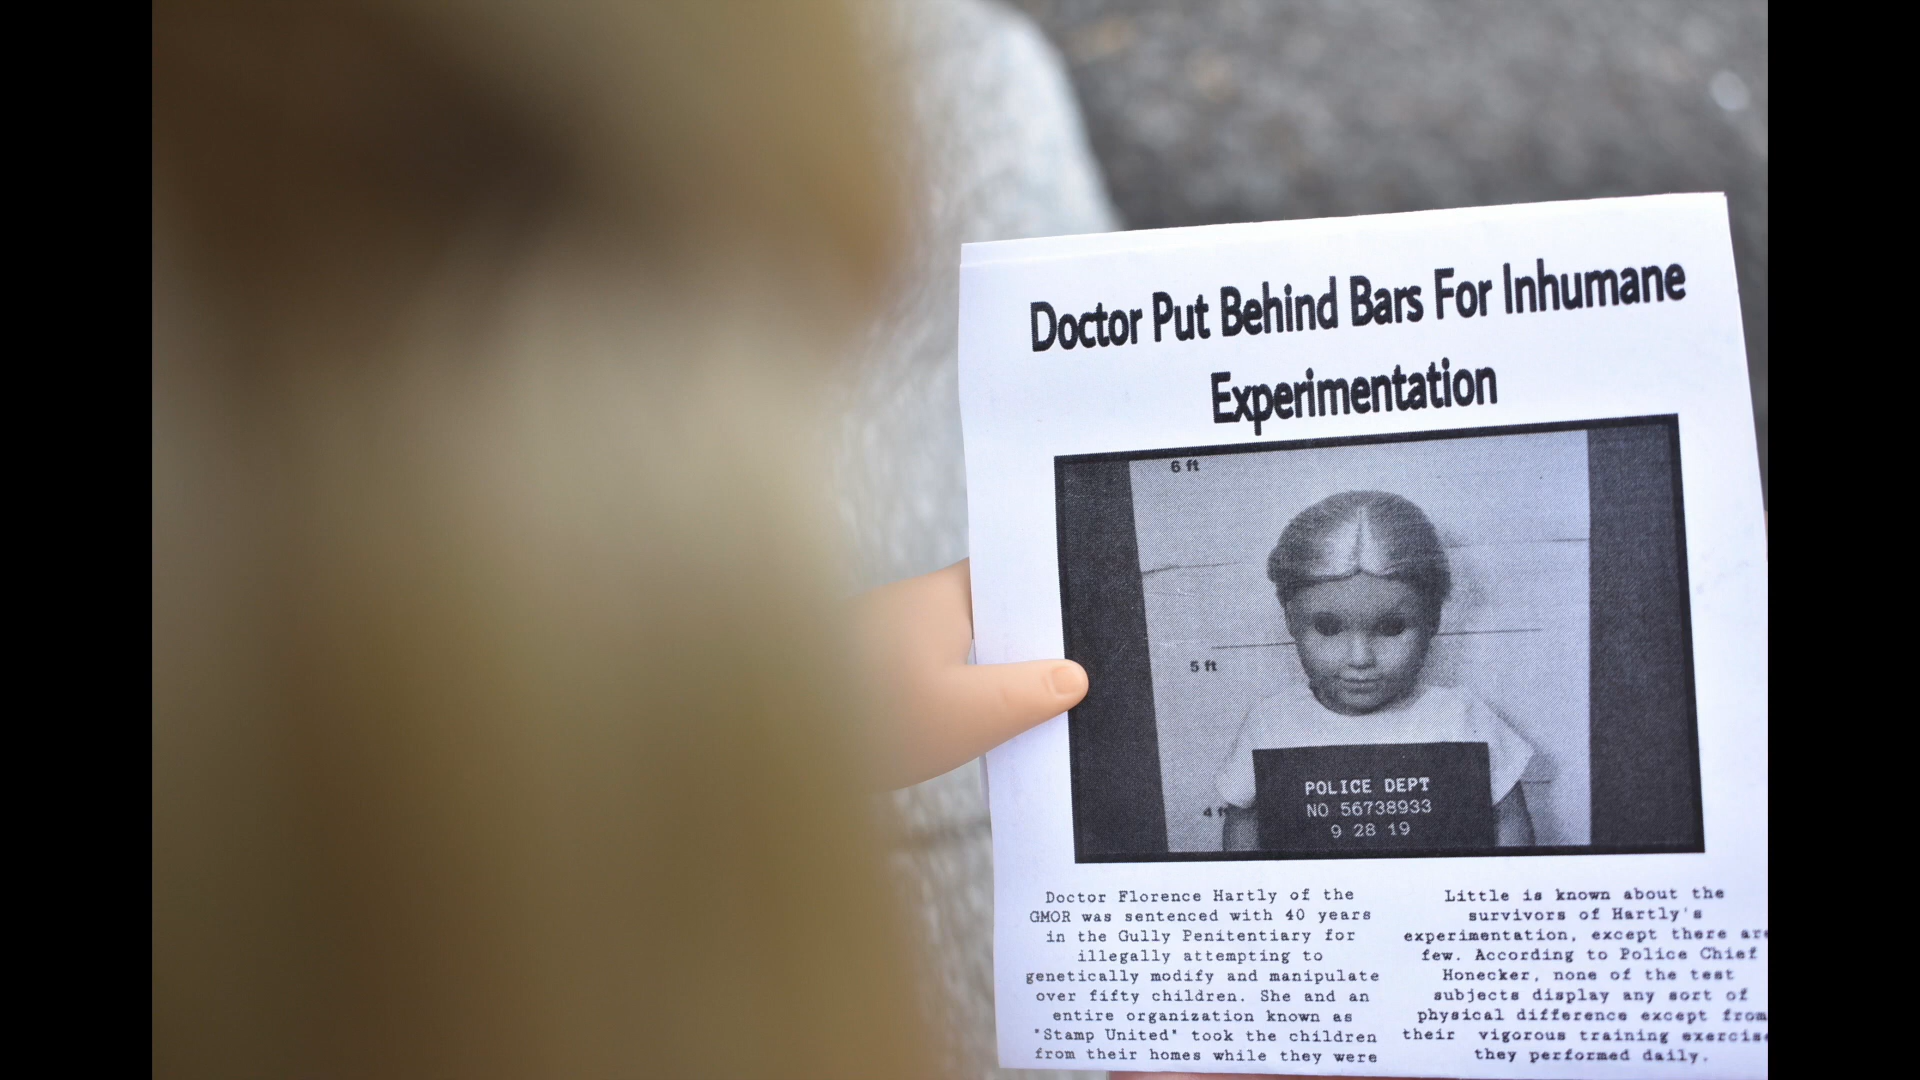 Doctor Put Behind Bars For Inhumane
Experimentation
6 ft
5 ft
4 f
POLICE DEPT
NO 56738933
9 28 19
Doctor Florence Hartly of the
GMOR was sentenced with 40 years
in the Gully Penitentiary for
illegally attempting to
genetically modify and manipulate
over fifty children. She and an
entire organization known as
"Stamp United" took the children
from their homes while they were
Little is known about the
survivors of Hartly's
experimentation, except there are
few. According to Police Chief
Honecker, none of the test
subjects display any sort of
physical difference except from
their vigorous training exercise
they performed daily.